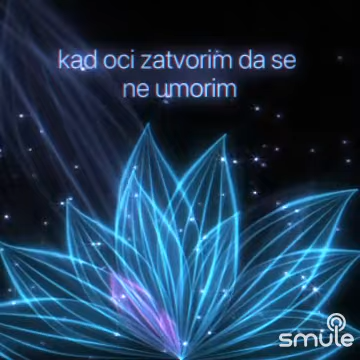 kad oci zatvorim da se
ne umorim
smule